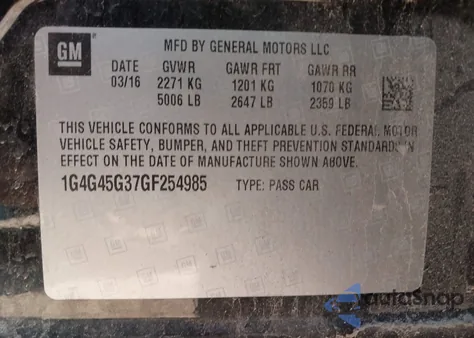 GM
MFD BY GENERAL MOTORS LLC
DATE GVWR GAWR FRT GAWR RR
03/16 2271 KG 1201 KG 1070 KG
5006 LB 2647 LB 2359 LB
THIS VEHICLE CONFORMS TO ALL APPLICABLE U.S. FEDERAL MOTOR
VEHICLE SAFETY, BUMPER, AND THEFT PREVENTION STANDARDS IN
EFFECT ON THE DATE OF MANUFACTURE SHOWN ABOVE.
1G4G45G37GF254985 TYPE: PASS CAR
autoSnap